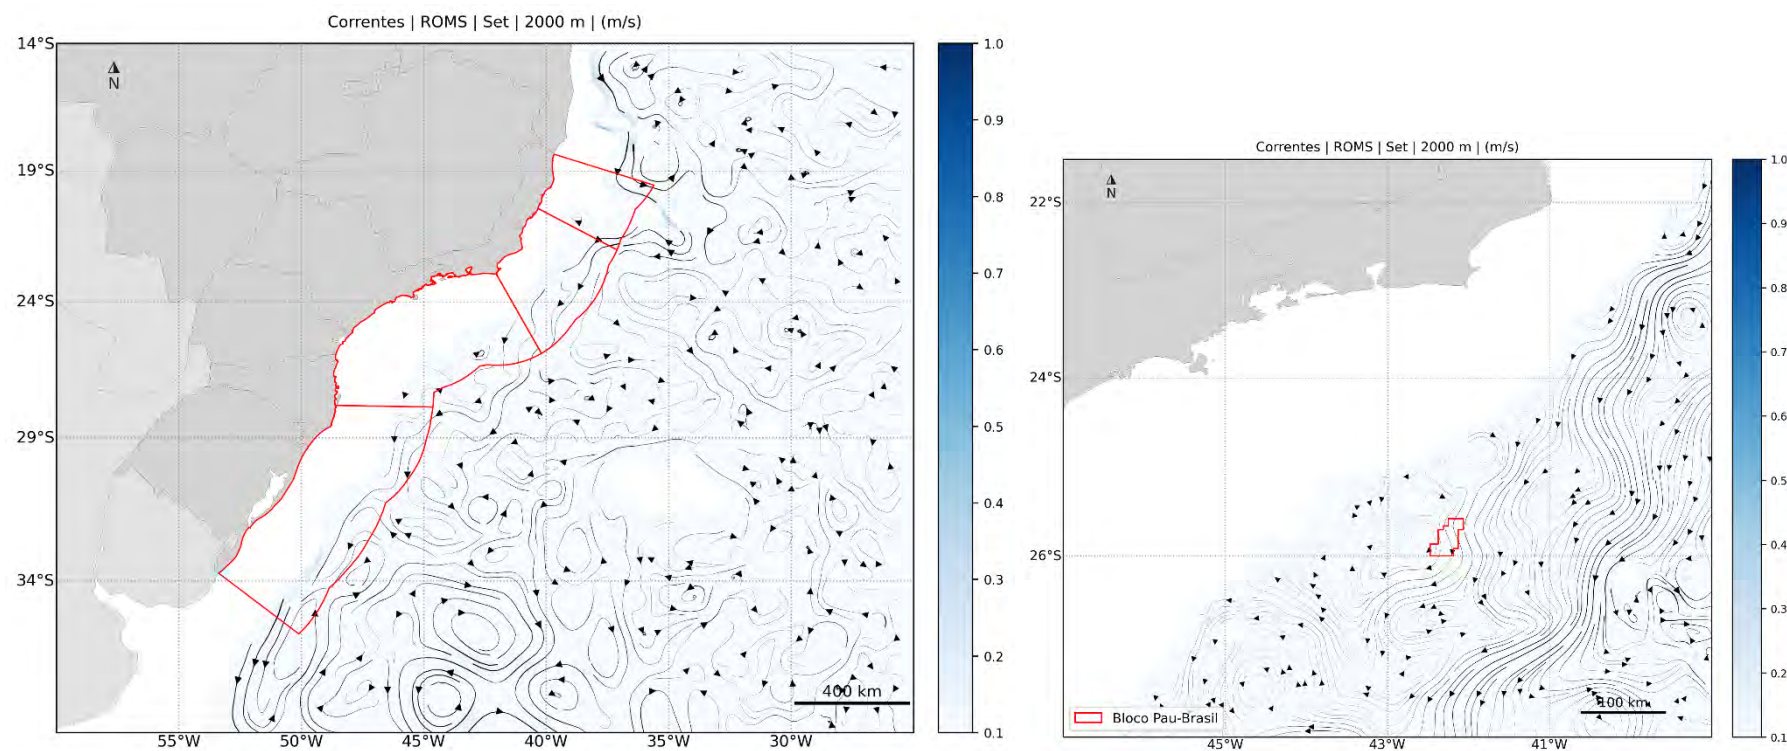 Correntes | ROMS | Set | 2000 m | (m/s)
14°S
19°S
24°S
29°S
34°S
N
400 km
55°W
50°W
45°W
40°W
35°W
30°W
1.0
0.9
0.8
0.7
0.6
0.5
0.4
0.3
0.2
0.1
Correntes | ROMS | Set | 2000 m | (m/s)
22°S
24°S
26°S
N
Bloco Pau-Brasil
100 km
45°W
43°W
41°W
1.0
0.9
0.8
0.7
0.6
0.5
0.4
0.3
0.2
0.1